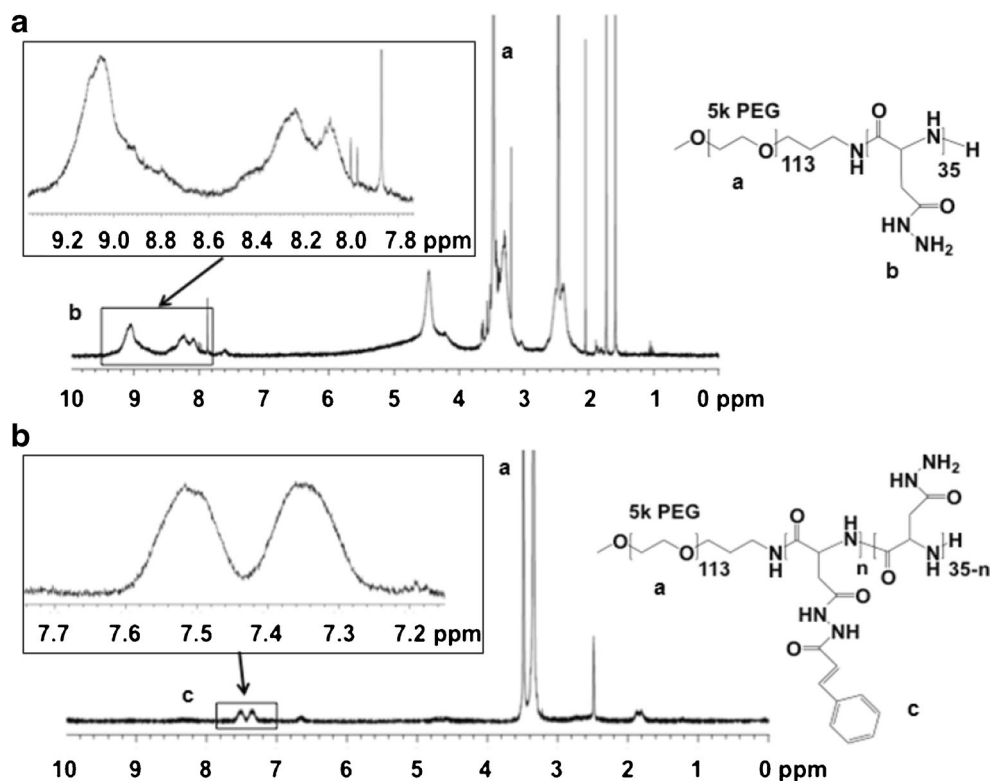 a
9.2 9.0 8.8 8.6 8.4 8.2 8.0 7.8 ppm
b
a
10 9 8 7 6 5 4 3 2 1 0 ppm
5k PEG
O
O
113
N
H
O
H
N
H
35
O
HN
NH2
a
b
b
7.7 7.6 7.5 7.4 7.3 7.2 ppm
c
a
10 9 8 7 6 5 4 3 2 1 0 ppm
5k PEG
O
O
113
N
H
O
H
N
n
O
N
H
H
35-n
HN
NH2
O
O
HN
NH
O
a
c